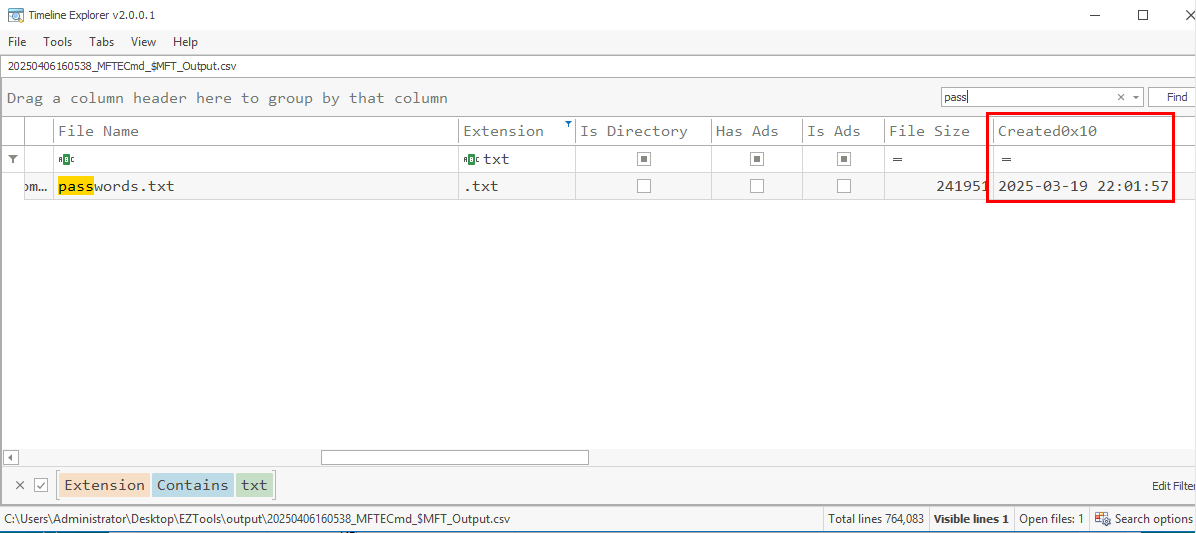 Timeline Explorer v2.0.0.1
File Tools Tabs View Help
20250406160538_MFTECmd_$MFT_Output.csv
Drag a column header here to group by that column
pass Find
File Name Extension Is Directory Has Ads Is Ads File Size Created0x10
txt = =
om... passwords.txt .txt 241951 2025-03-19 22:01:57
Extension Contains txt Edit Filter
C:\Users\Administrator\Desktop\EZTools\output\20250406160538_MFTECmd_$MFT_Output.csv Total lines 764,083 Visible lines 1 Open files: 1 Search options